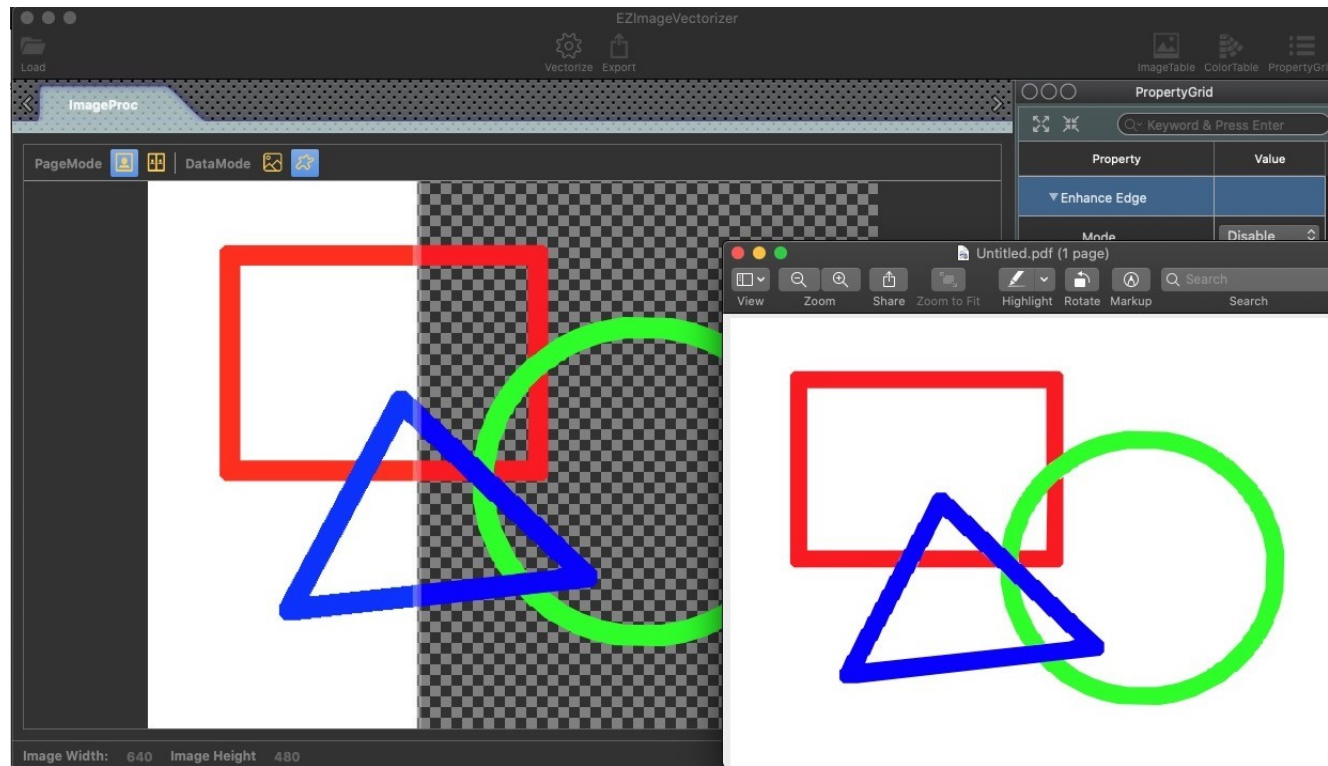 EZImageVectorizer
Load
Vectorize Export
ImageTable ColorTable PropertyGri
ImageProc
PropertyGrid
Keyword & Press Enter
Property Value
PageMode DataMode
Enhance Edge
Mode Disable
Untitled.pdf (1 page)
Search
View Zoom Share Zoom to Fit Highlight Rotate Markup Search
Image Width: 640 Image Height 480